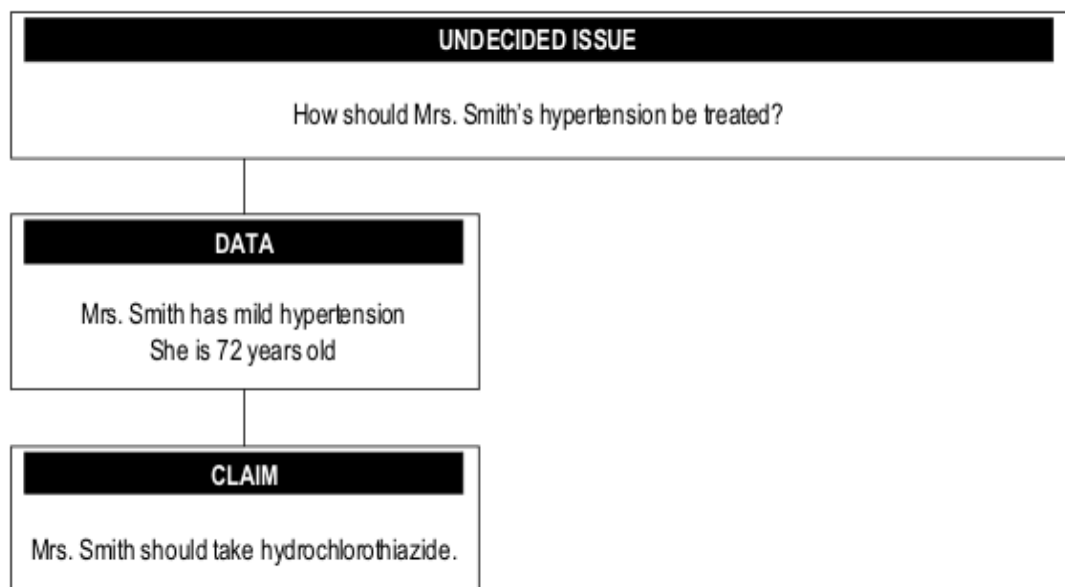 UNDECIDED ISSUE
How should Mrs. Smith's hypertension be treated?
DATA
Mrs. Smith has mild hypertension
She is 72 years old
CLAIM
Mrs. Smith should take hydrochlorothiazide.